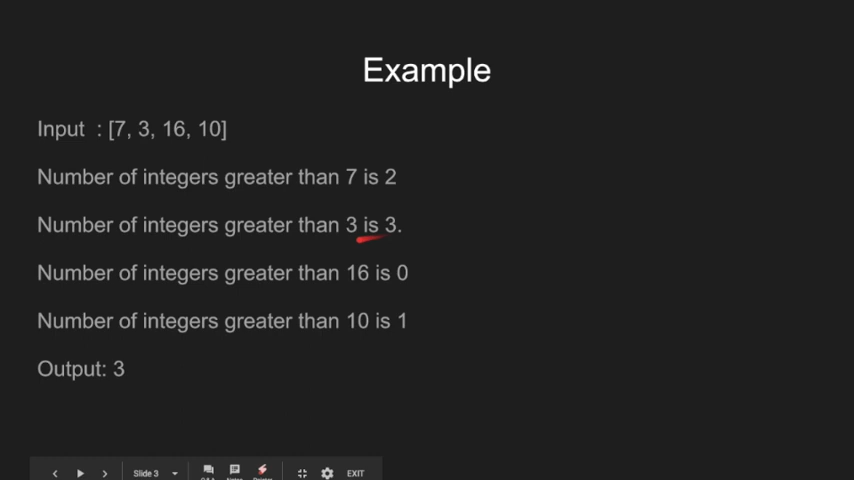 Example
Input : [7, 3, 16, 10]
Number of integers greater than 7 is 2
Number of integers greater than 3 is 3.
Number of integers greater than 16 is 0
Number of integers greater than 10 is 1
Output: 3
Slide 3
EXIT